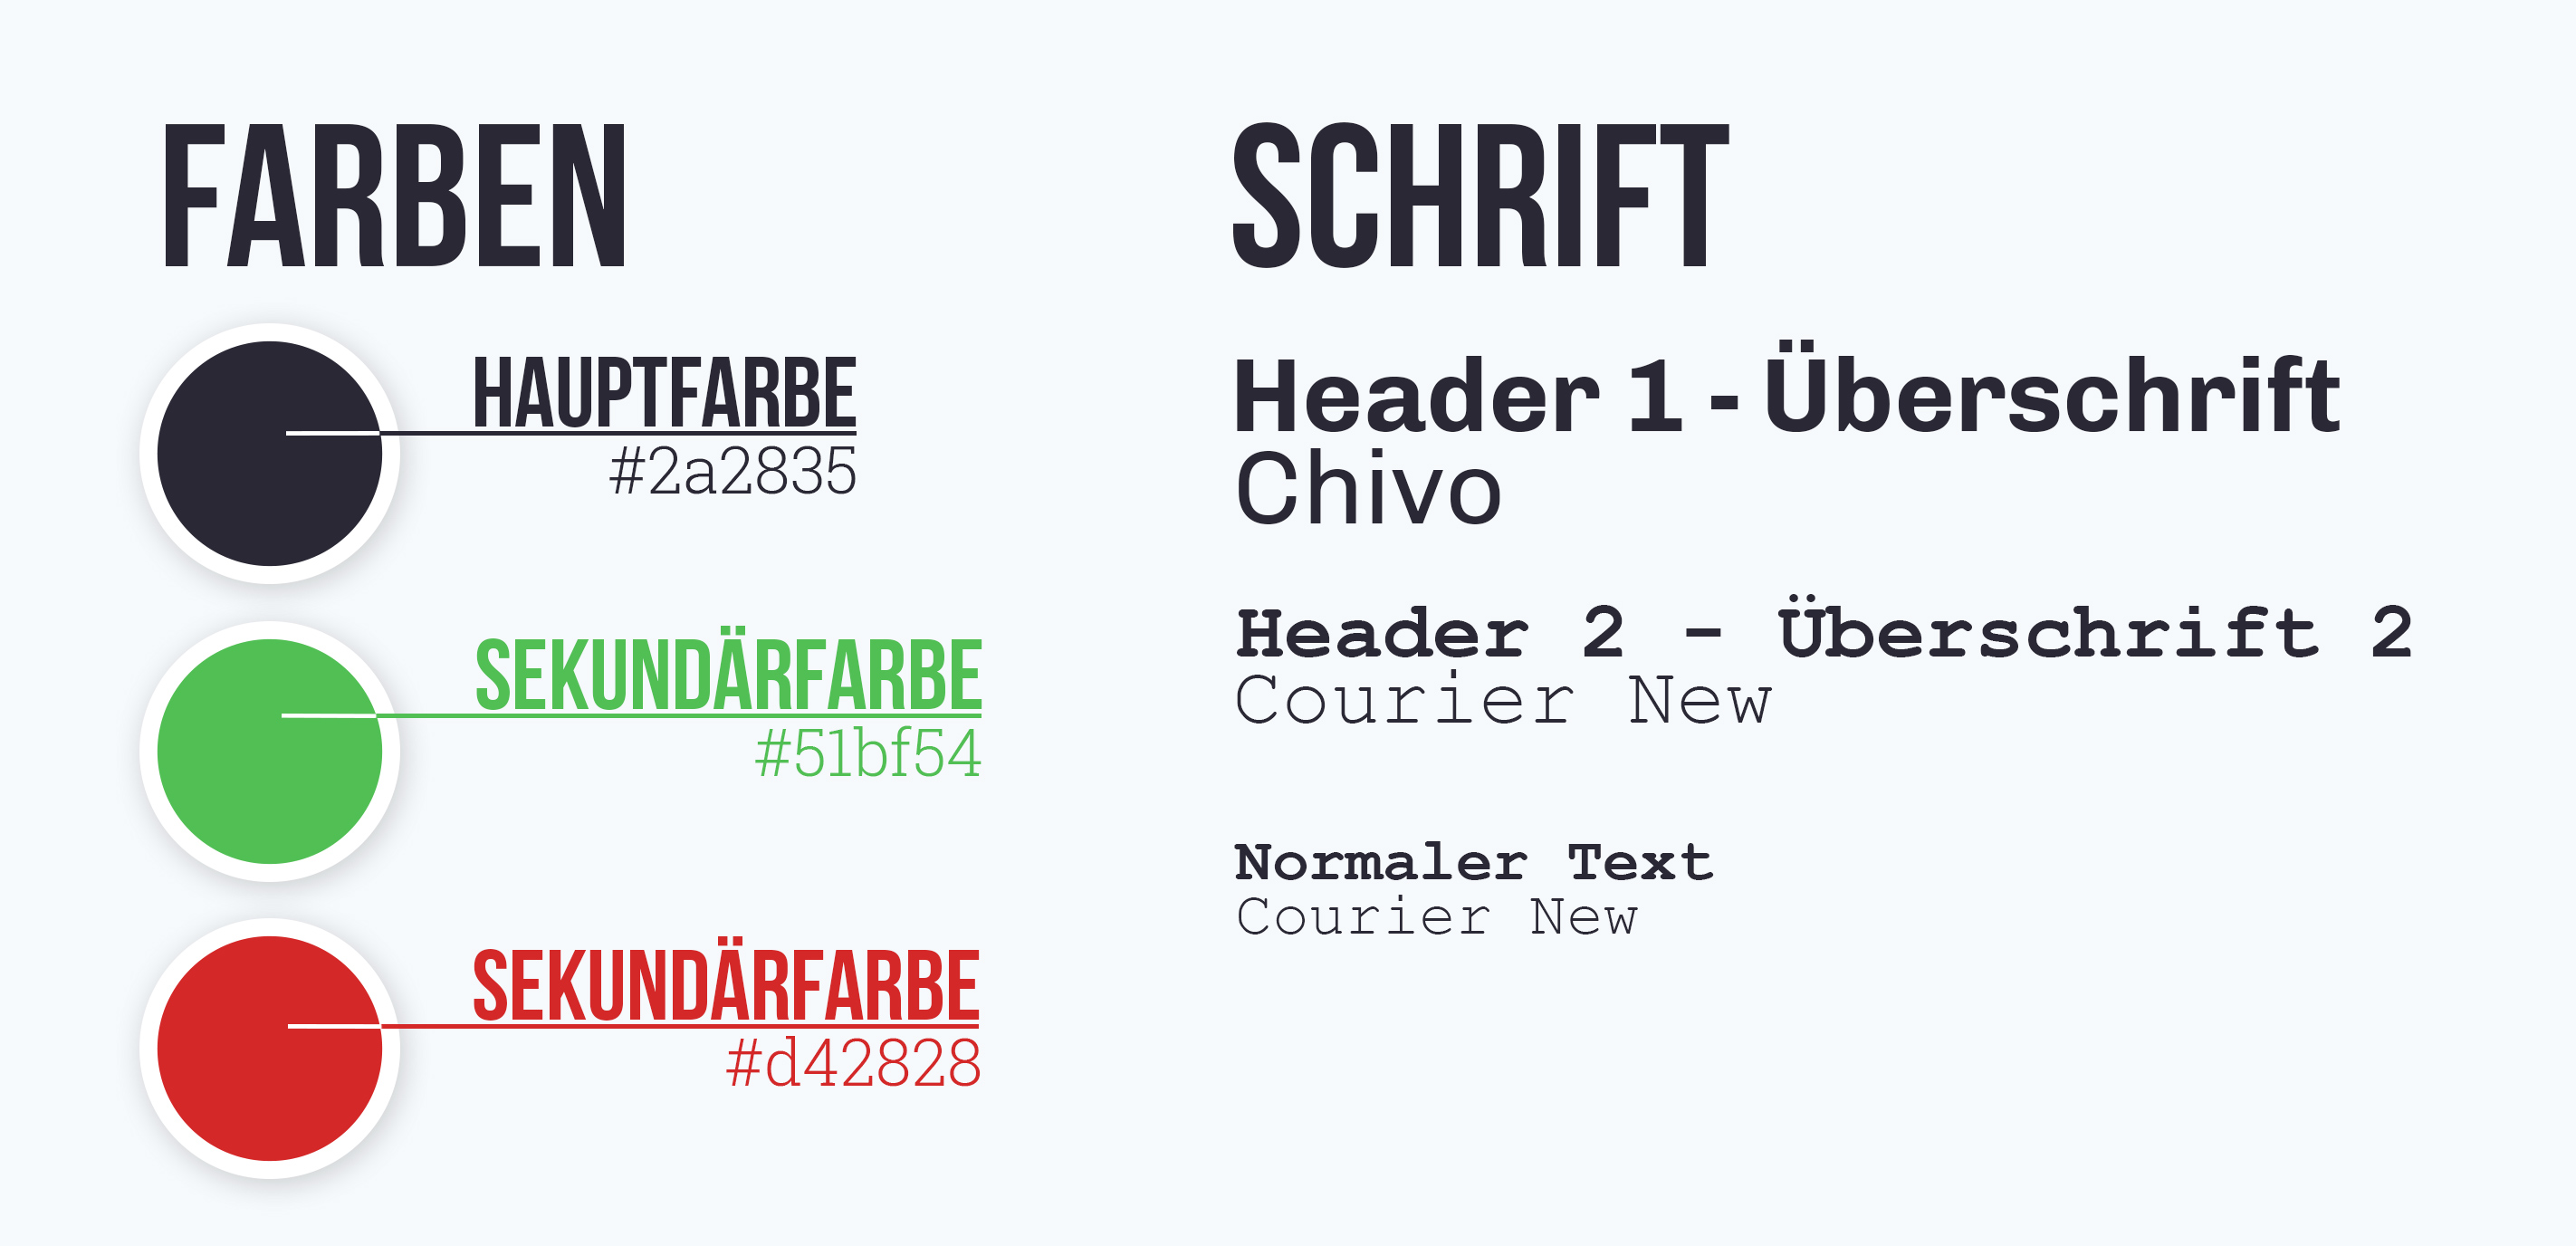 FARBEN
HAUPTFARBE
#2a2835
SEKUNDÄRFARBE
#51bf54
SEKUNDÄRFARBE
#d42828
SCHRIFT
Header 1 - Überschrift
Chivo
Header 2 - Überschrift 2
Courier New
Normaler Text
Courier New